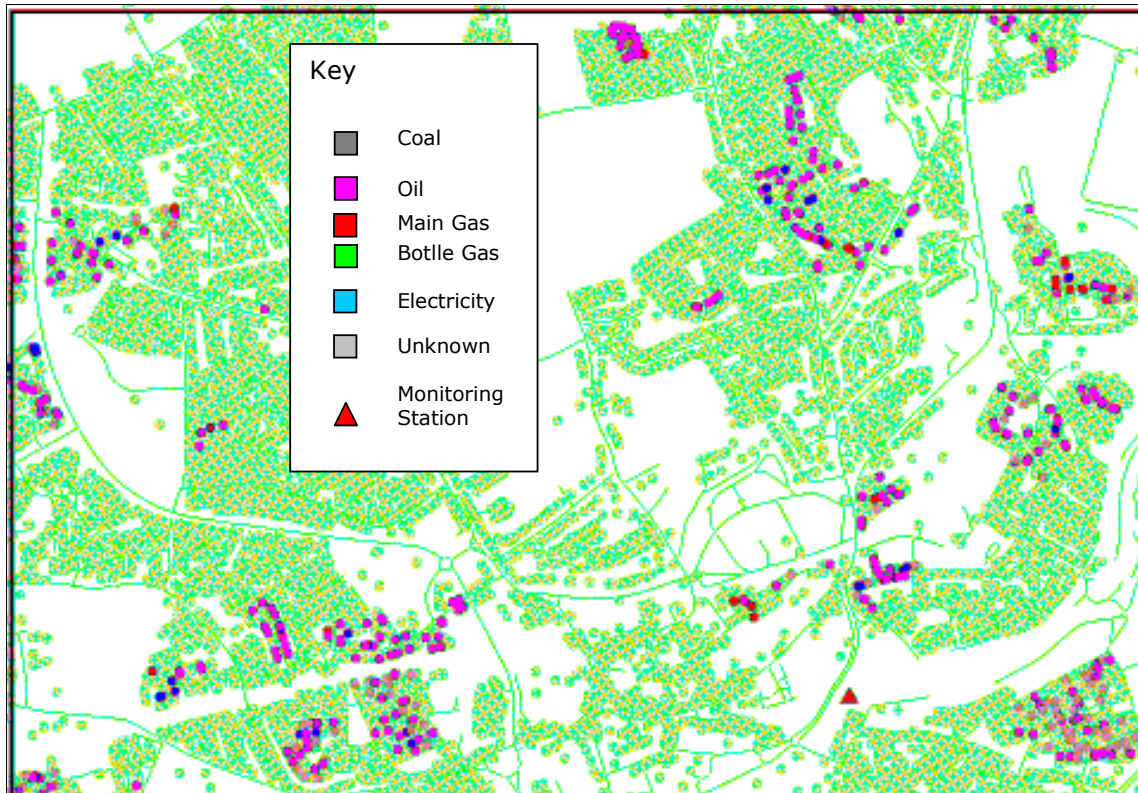 Key
Coal
Oil
Main Gas
Botlle Gas
Electricity
Unknown
Monitoring
Station